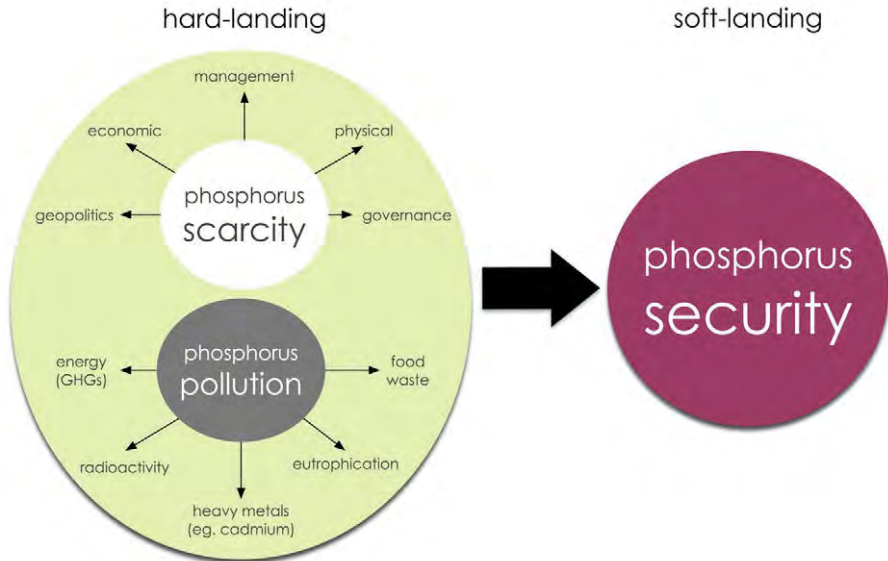 hard-landing
soft-landing
management
economic
physical
phosphorus
scarcity
geopolitics
governance
phosphorus
security
phosphorus
pollution
energy
(GHGs)
food
waste
radioactivity
eutrophication
heavy metals
(eg. cadmium)